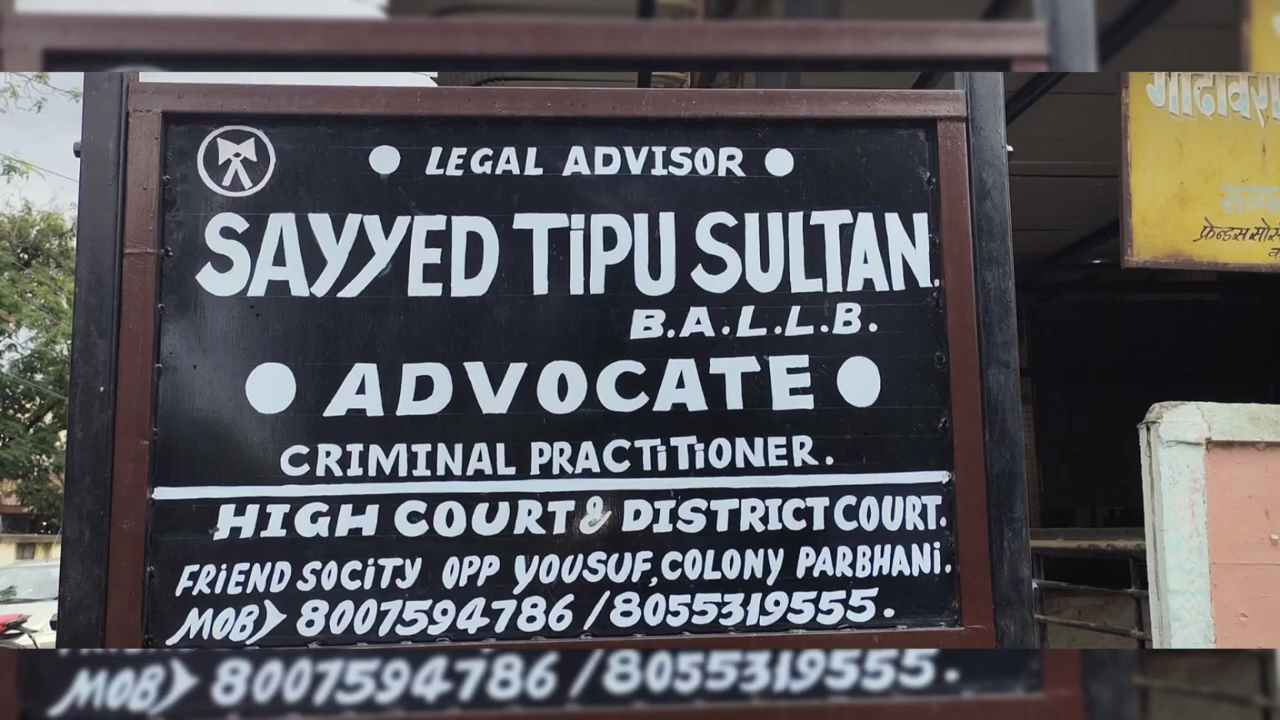 LEGAL ADVISOR
SAYYED TiPU SULTAN.
B.A.L.L.B.
ADVOCATE
CRIMINAL PRACTiTiONER.
HIGH COURT & DISTRICT COURT.
FRiEND SOCiTY OPP YOUSUF, COLONY PARBHANi.
MOB> 8007594786 / 8055319555.
MOB> 8007594786 / 8055319555.